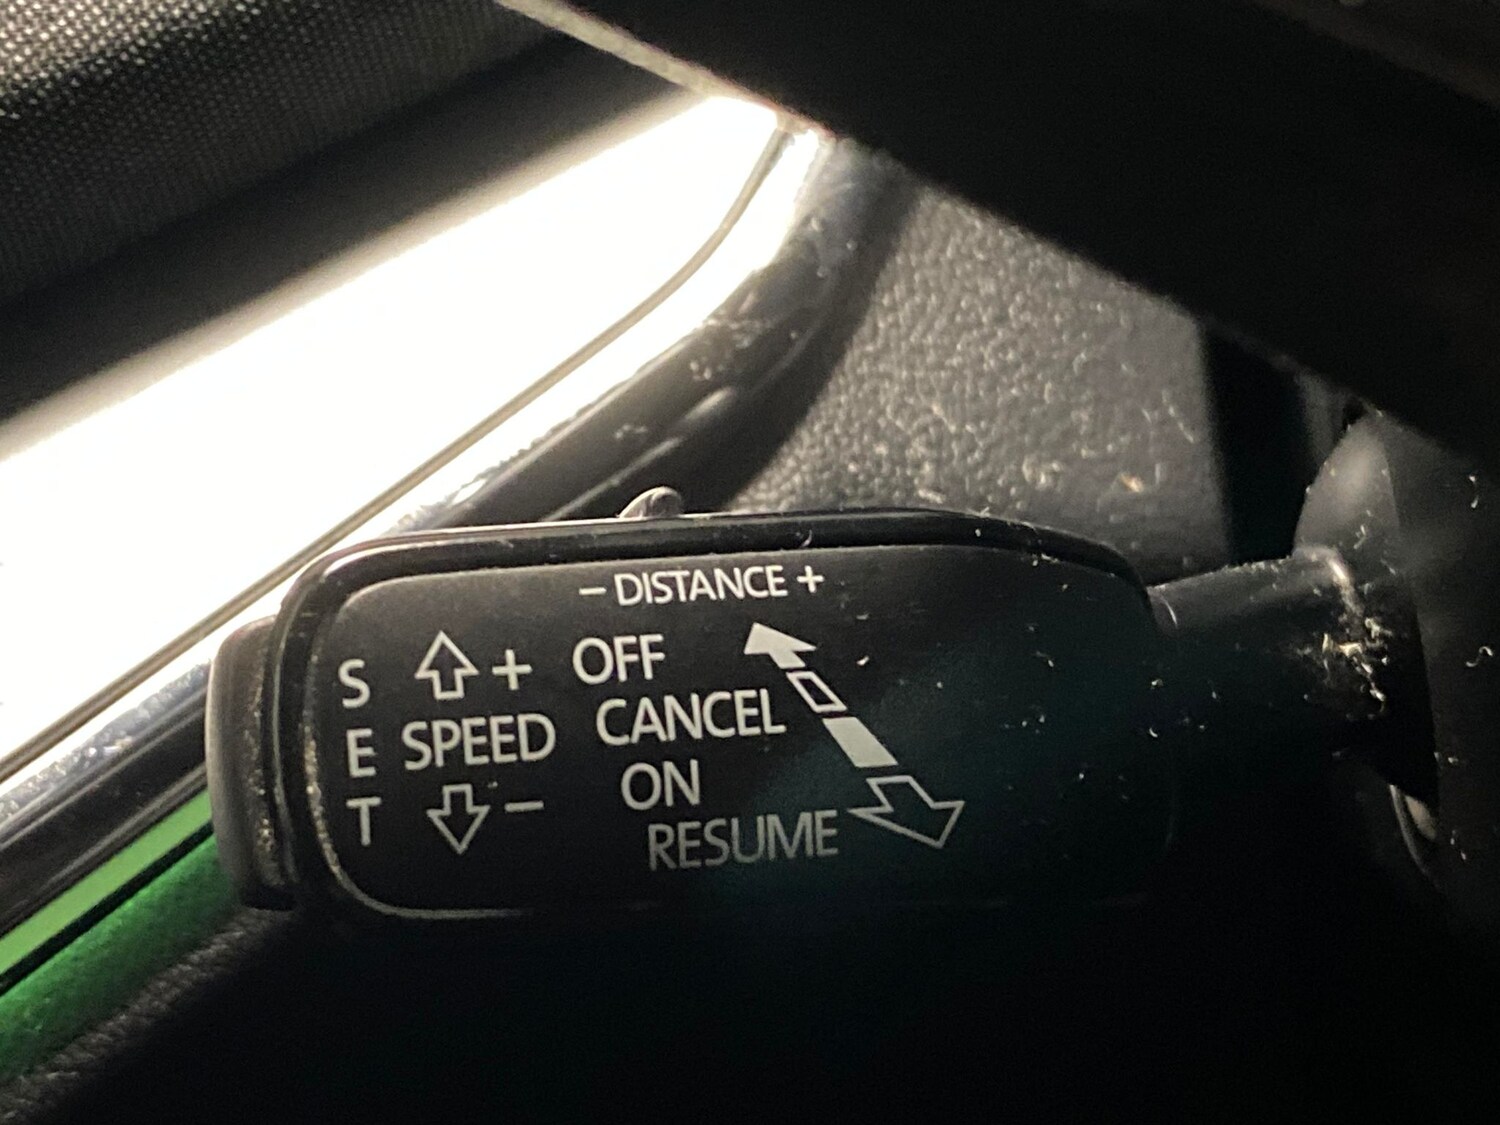 − DISTANCE +
S + OFF
E SPEED CANCEL
T − ON
RESUME